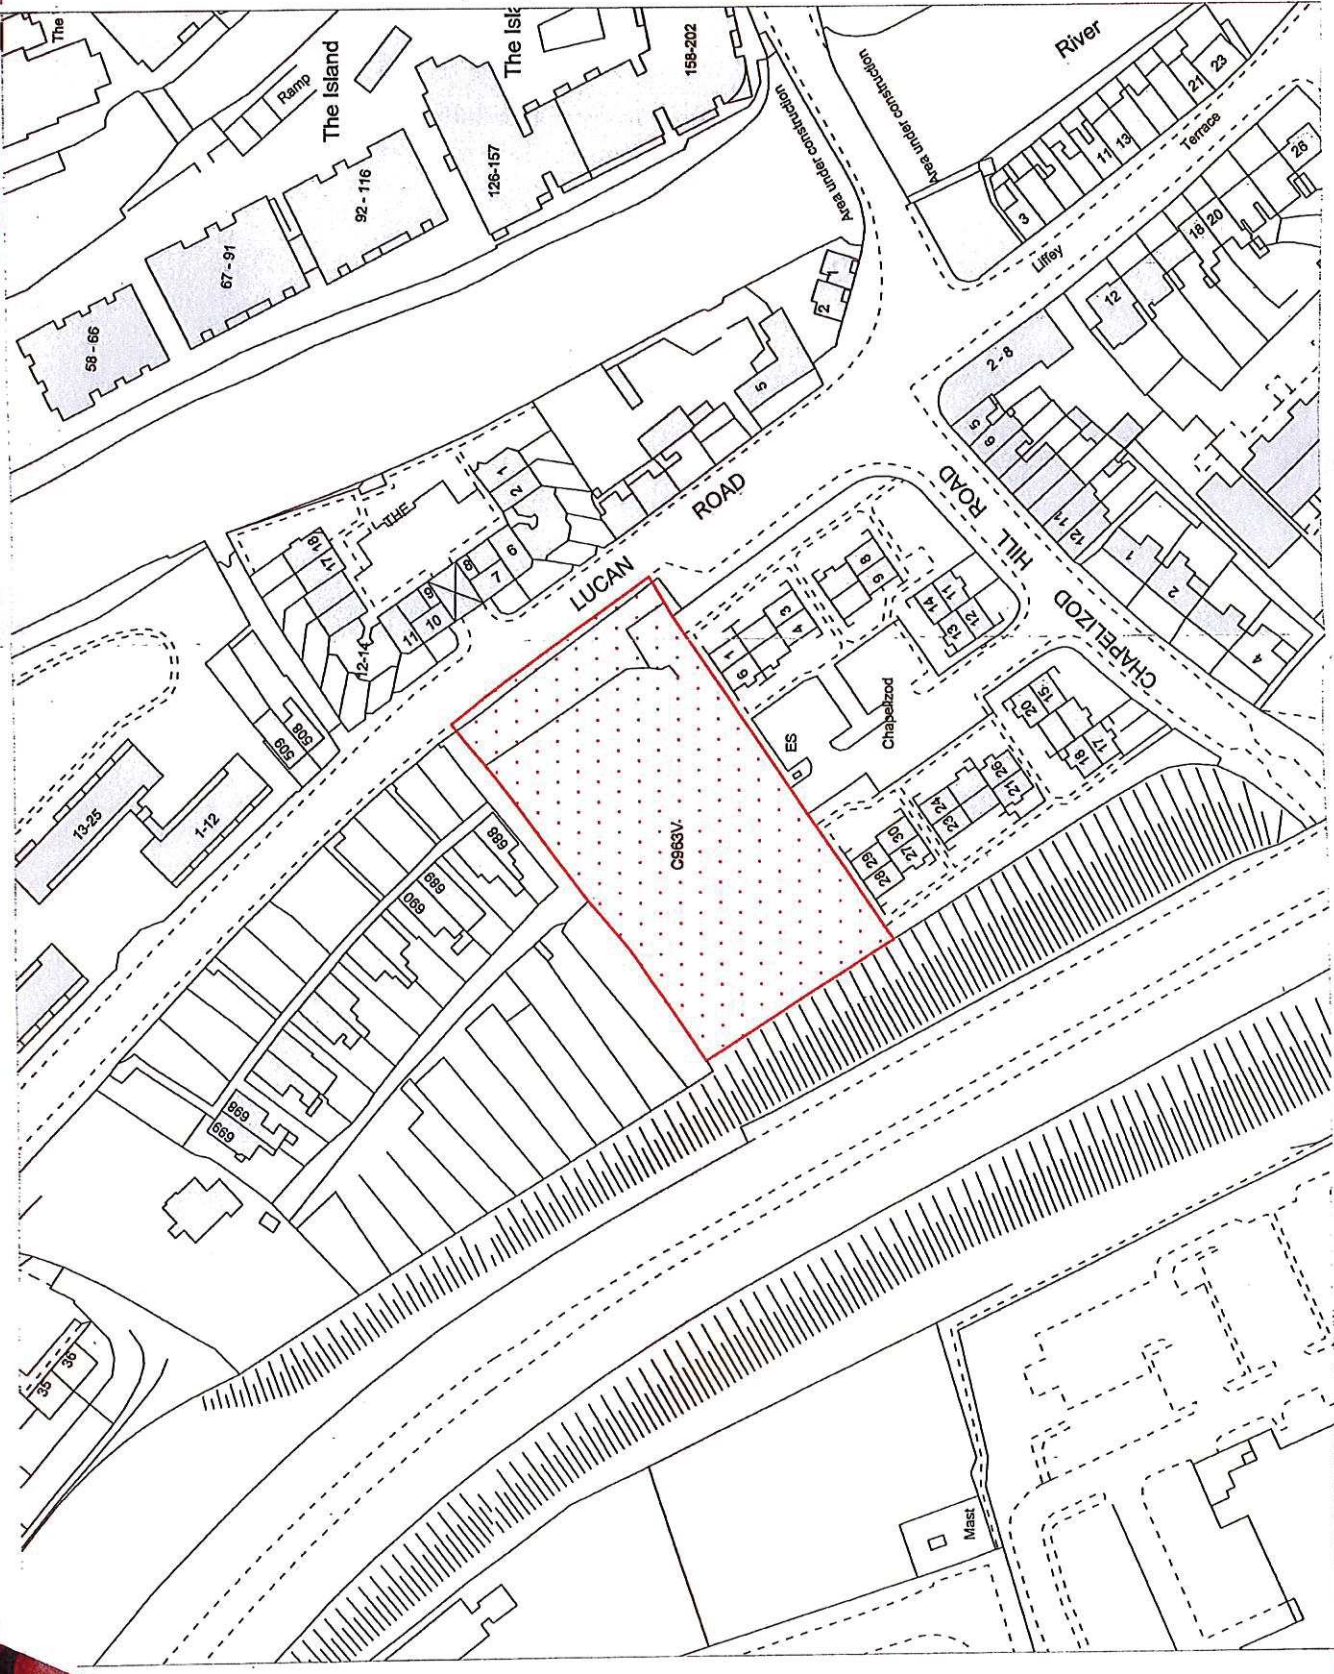 The
The Island
Ramp
The Isla
58 - 66
67 - 91
92 - 116
126-157
158-202
Area under construction
Area under construction
River
3
11
13
21
23
Liffey
Terrace
12
18
20
26
2 - 8
5
6
11
12
1
2
4
1
2
5
LUCAN
ROAD
CHAPELIZOD
HILL
ROAD
THE
1
2
6
7
8
9
10
11
12-14
17
18
508
509
13-25
1-12
688
689
690
698
699
C963V
1
6
3
4
8
9
14
11
13
12
ES
Chapelizod
20
15
18
17
26
21
24
23
30
27
29
28
35
36
Mast